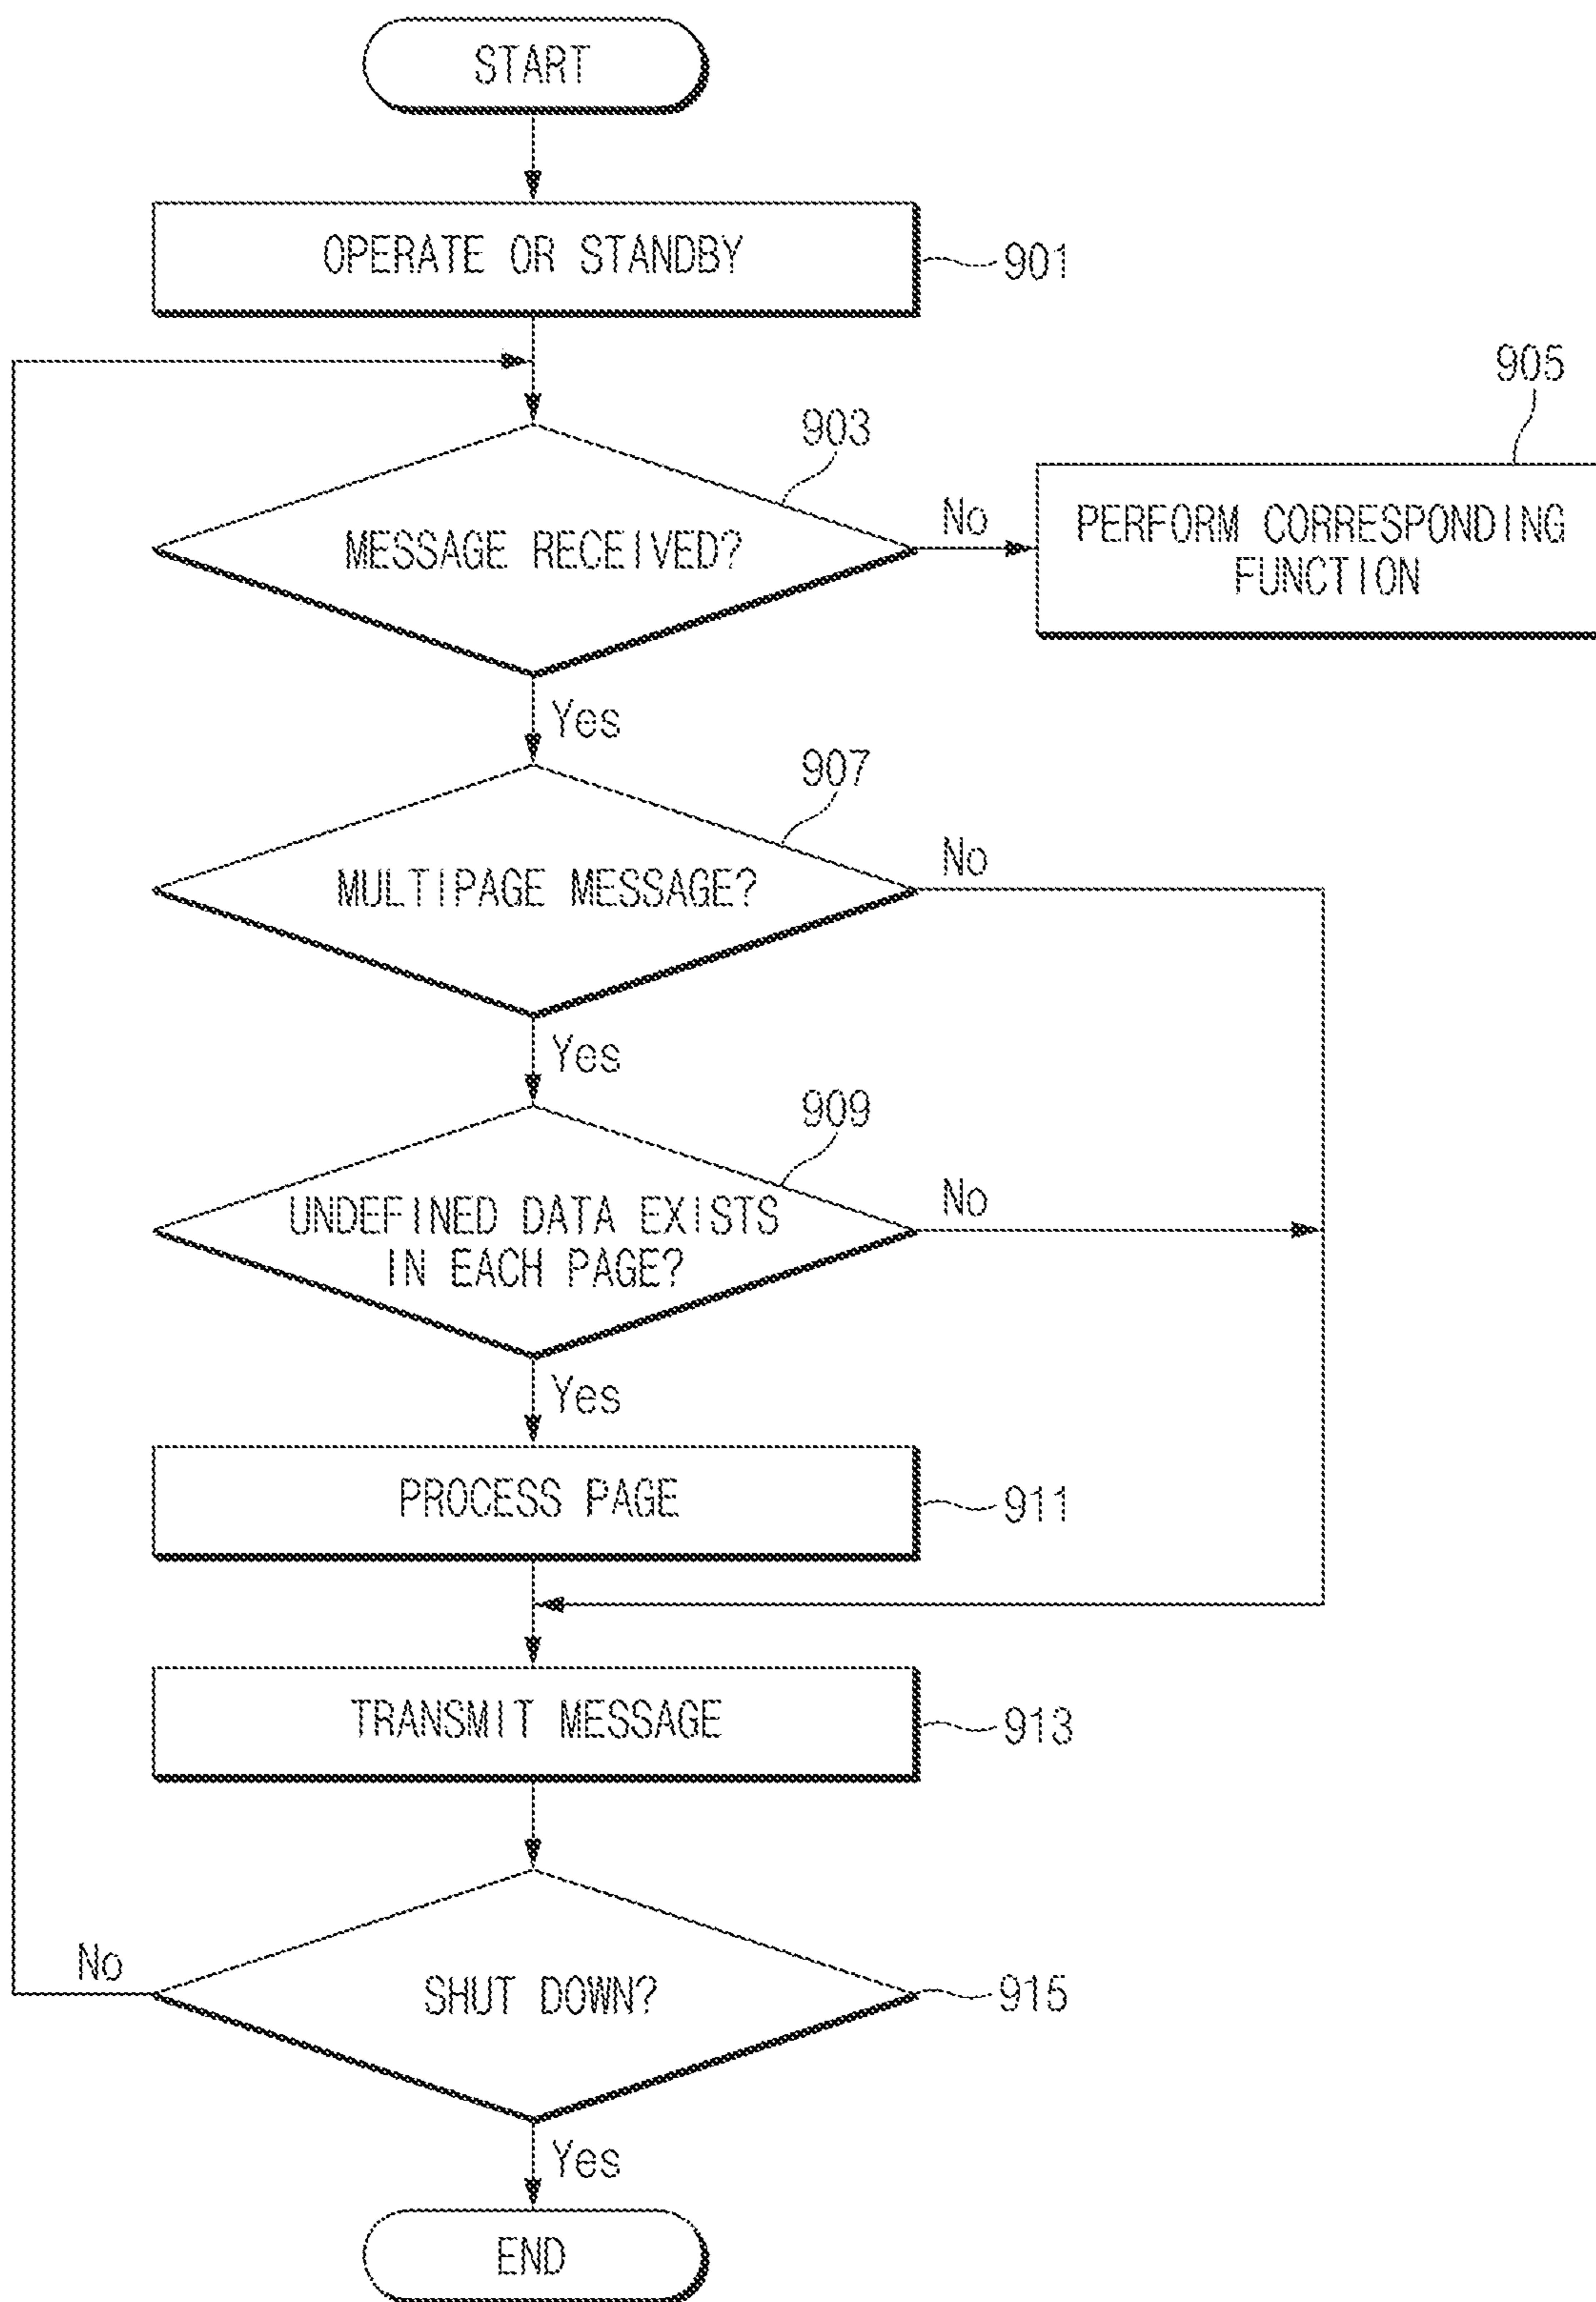 START
OPERATE OR STANDBY
901
905
903
MESSAGE RECEIVED?
No
PERFORM CORRESPONDING
FUNCTION
Yes
907
MULTIPAGE MESSAGE?
No
Yes
909
UNDEFINED DATA EXISTS
IN EACH PAGE?
No
Yes
PROCESS PAGE
911
TRANSMIT MESSAGE
913
No
SHUT DOWN?
915
Yes
END